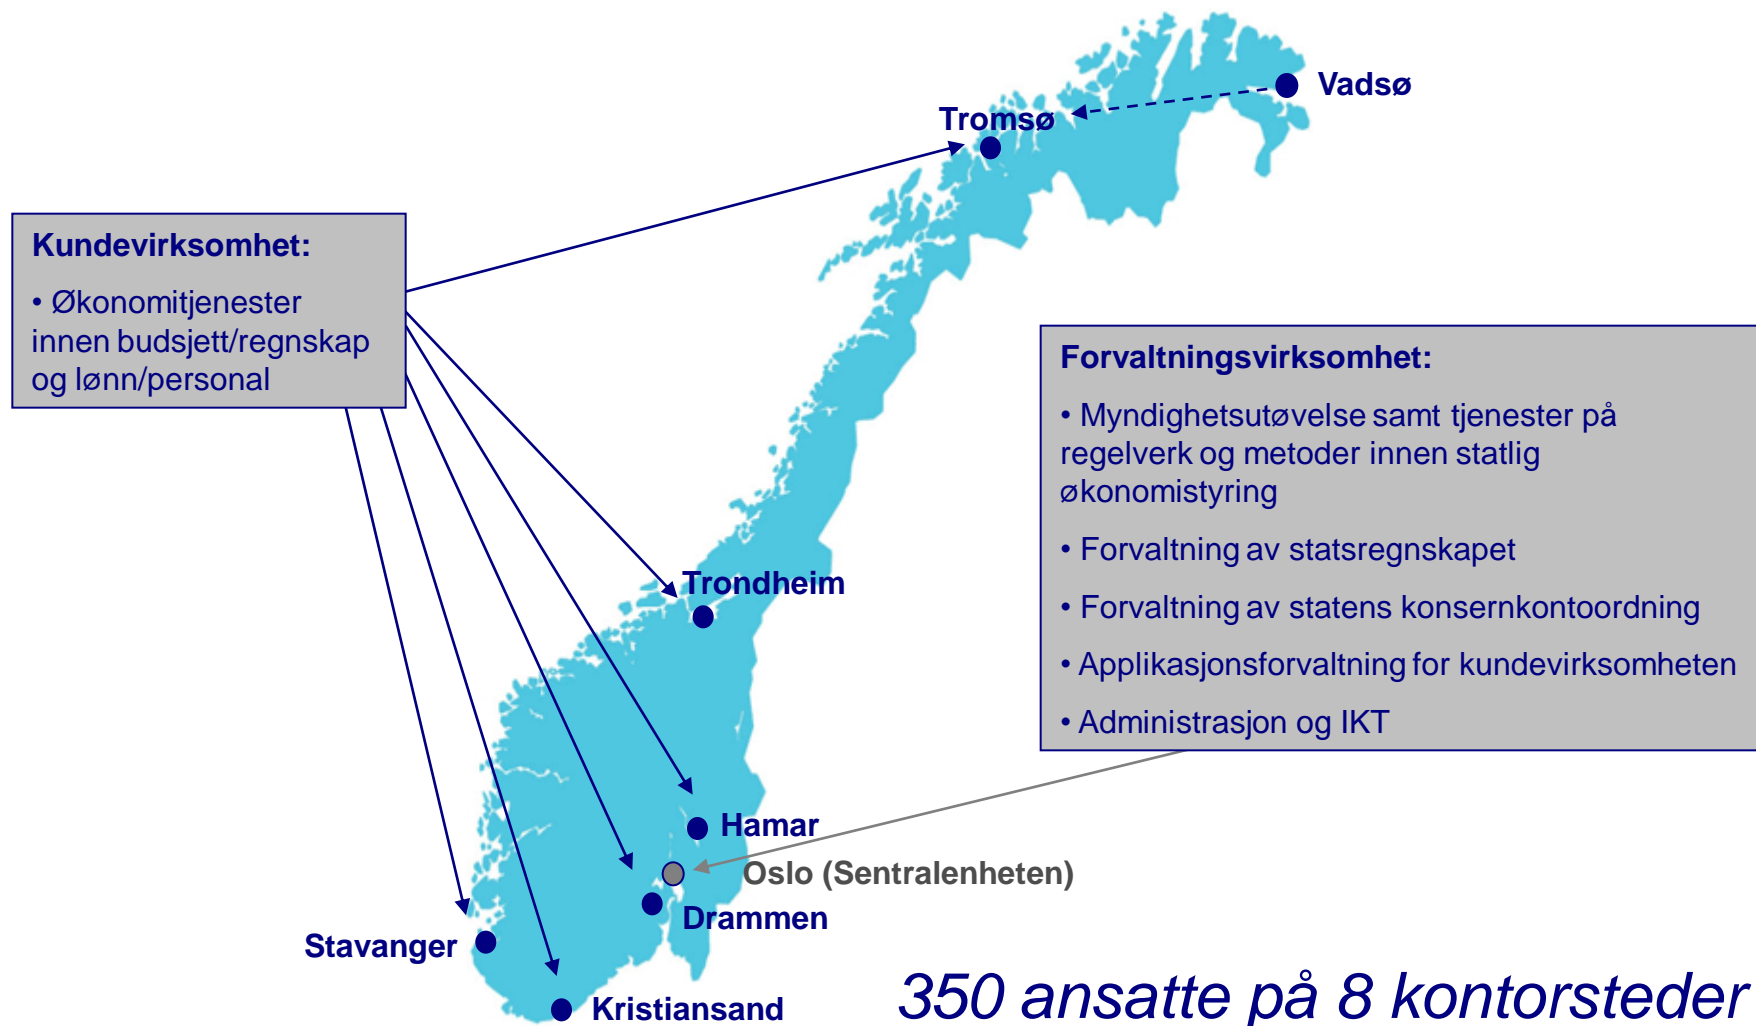 Vadsø
Tromsø
Kundevirksomhet:
• Økonomitjenester
innen budsjett/regnskap
og lønn/personal
Forvaltningsvirksomhet:
• Myndighetsutøvelse samt tjenester på
regelverk og metoder innen statlig
økonomistyring
• Forvaltning av statsregnskapet
• Forvaltning av statens konsernkontoordning
• Applikasjonsforvaltning for kundevirksomheten
• Administrasjon og IKT
Trondheim
Hamar
Oslo (Sentralenheten)
Drammen
Stavanger
Kristiansand
350 ansatte på 8 kontorsteder